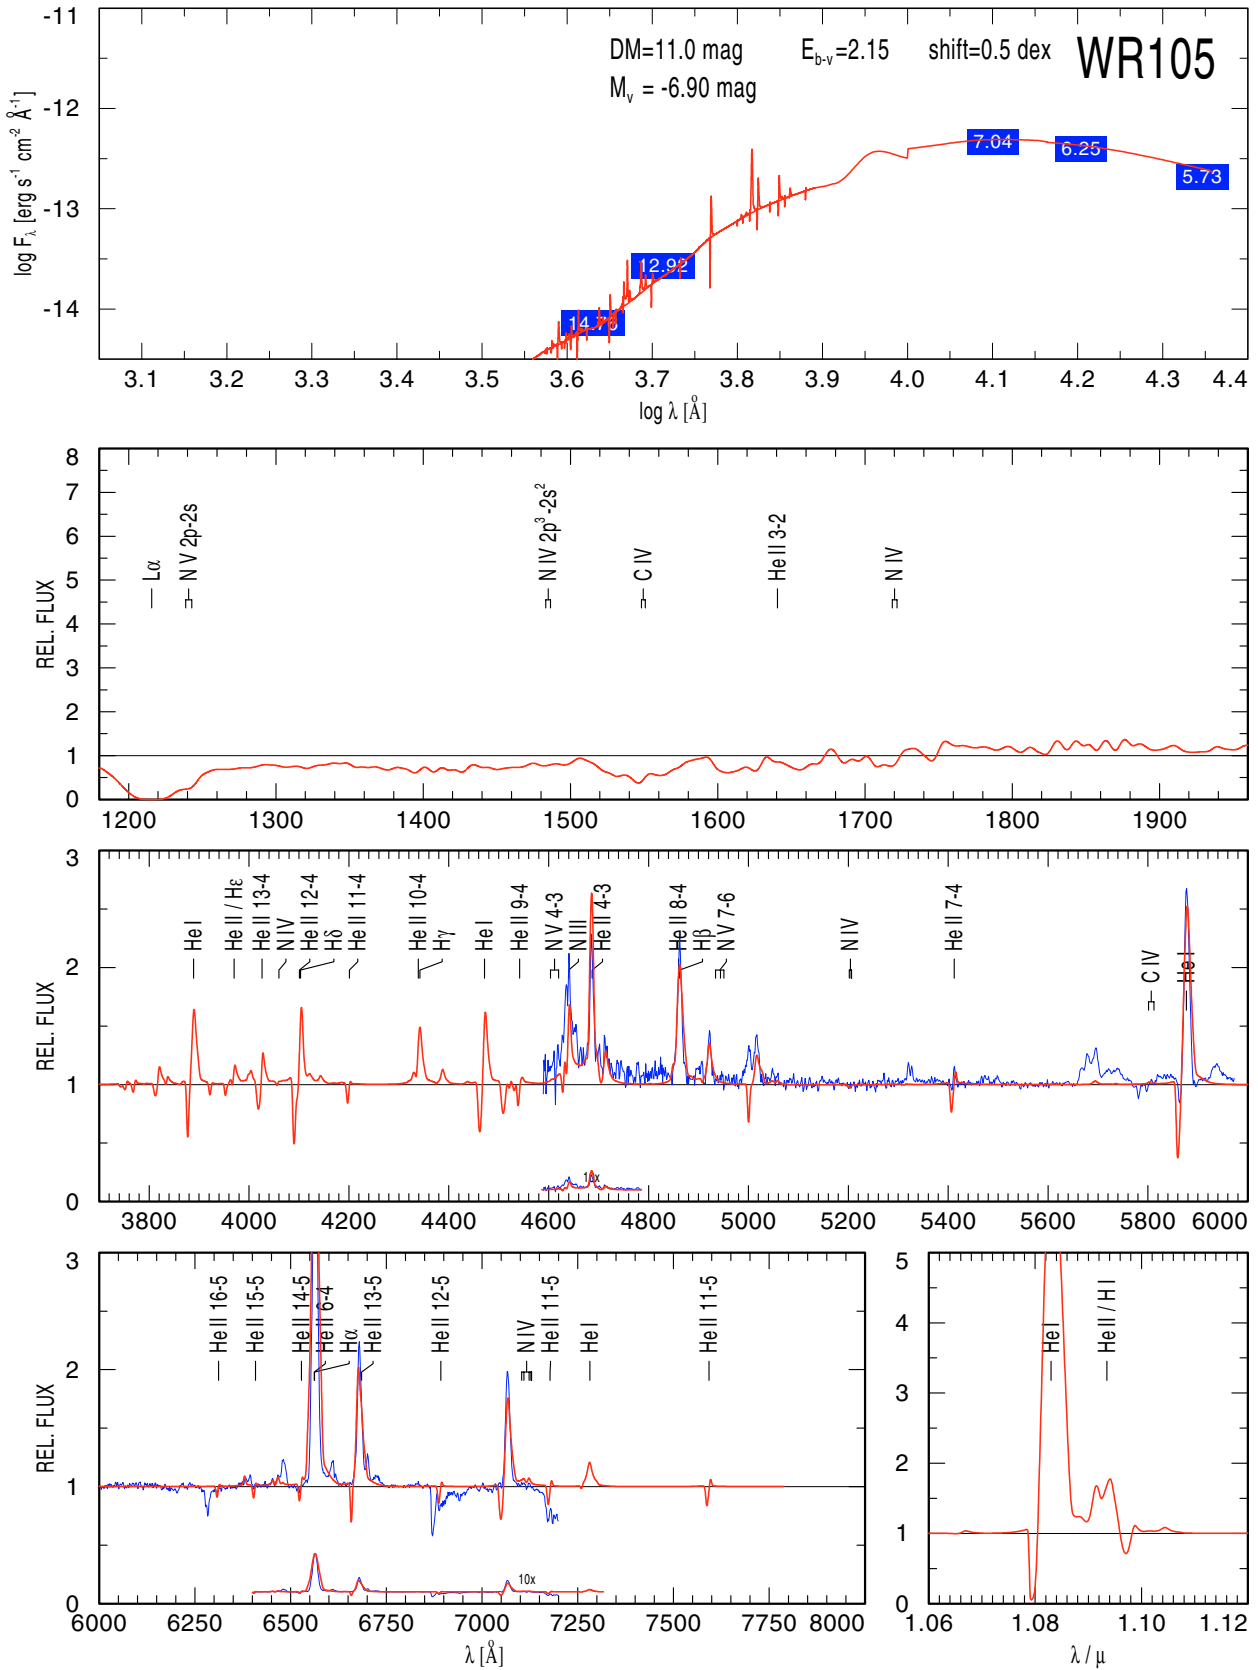 DM=11.0 mag E_b-v=2.15 shift=0.5 dex WR105
M_v = -6.90 mag
log F_λ [erg s⁻¹ cm⁻² Å⁻¹]
-11
-12
-13
-14
7.04
6.25
5.73
12.92
3.1 3.2 3.3 3.4 3.5 3.6 3.7 3.8 3.9 4.0 4.1 4.2 4.3 4.4
log λ [Å]
REL. FLUX
8
7
6
5
4
3
2
1
0
Lα
N V 2p-2s
N IV 2p³-2s²
C IV
He II 3-2
N IV
1200 1300 1400 1500 1600 1700 1800 1900
REL. FLUX
3
2
1
0
He I
He II / Hε
He II 13-4
N IV
He II 12-4
Hδ
He II 11-4
He II 10-4
Hγ
He I
He II 9-4
N V 4-3
N III
He II 4-3
He II 8-4
Hβ
N V 7-6
N IV
He II 7-4
C IV
He I
10x
3800 4000 4200 4400 4600 4800 5000 5200 5400 5600 5800 6000
REL. FLUX
3
2
1
0
He II 16-5
He II 15-5
He II 14-5
He II 6-4
Hα
He II 13-5
He II 12-5
N IV
He II 11-5
He I
He II 11-5
10x
6000 6250 6500 6750 7000 7250 7500 7750 8000
λ [Å]
5
4
3
2
1
0
He I
He II / H I
1.06 1.08 1.10 1.12
λ / μ